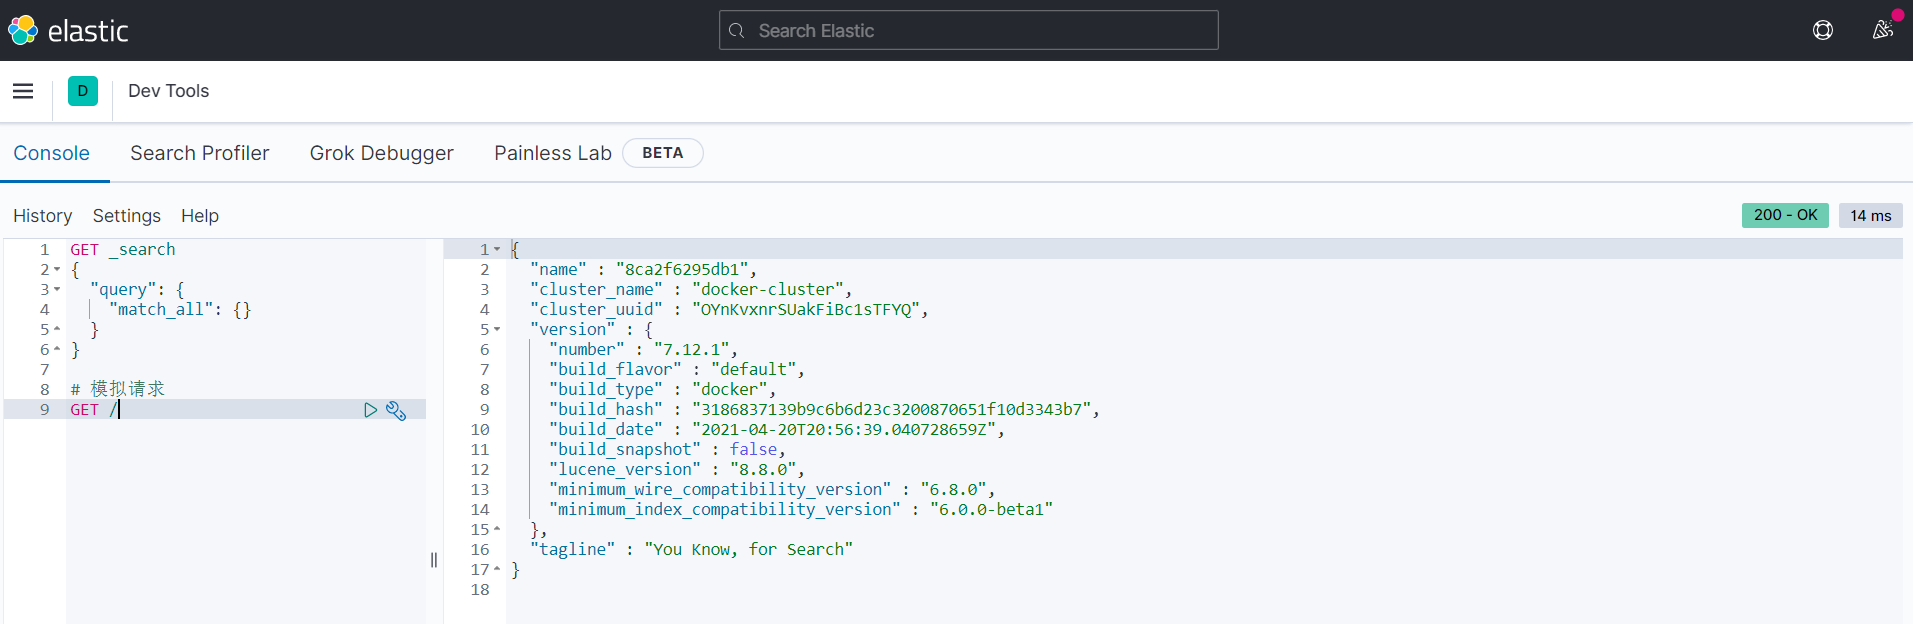 elastic
Search Elastic
D
Dev Tools
Console Search Profiler Grok Debugger Painless Lab BETA
History Settings Help
200 - OK 14 ms
1 GET _search
2 {
3 "query": {
4 "match_all": {}
5 }
6 }
7
8 # 模拟请求
9 GET /
1 {
2 "name" : "8ca2f6295db1",
3 "cluster_name" : "docker-cluster",
4 "cluster_uuid" : "OYnKvxnrSUakFiBc1sTFYQ",
5 "version" : {
6 "number" : "7.12.1",
7 "build_flavor" : "default",
8 "build_type" : "docker",
9 "build_hash" : "3186837139b9c6b6d23c3200870651f10d3343b7",
10 "build_date" : "2021-04-20T20:56:39.040728659Z",
11 "build_snapshot" : false,
12 "lucene_version" : "8.8.0",
13 "minimum_wire_compatibility_version" : "6.8.0",
14 "minimum_index_compatibility_version" : "6.0.0-beta1"
15 },
16 "tagline" : "You Know, for Search"
17 }
18